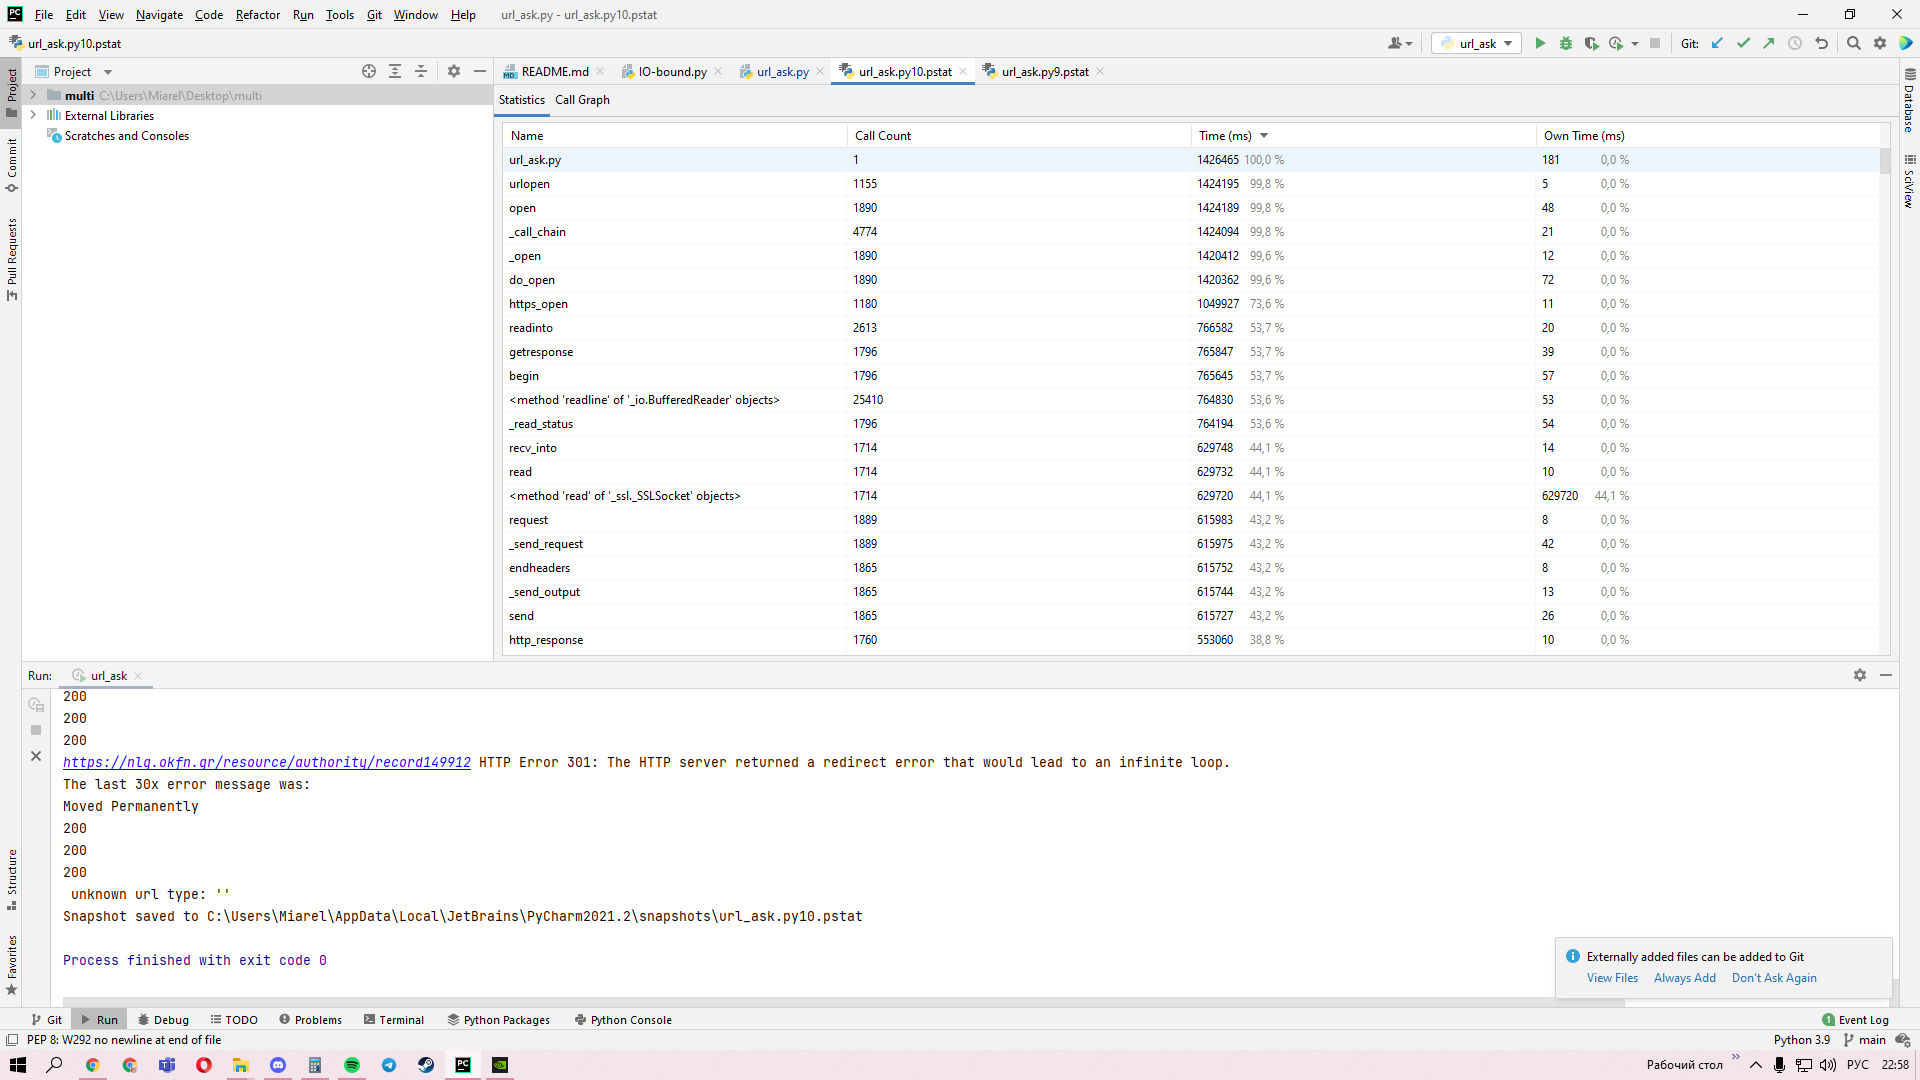 File Edit View Navigate Code Refactor Run Tools Git Window Help url_ask.py - url_ask.py10.pstat
url_ask.py10.pstat
url_ask
Git:
Project
README.md
IO-bound.py
url_ask.py
url_ask.py10.pstat
url_ask.py9.pstat
multi C:\Users\Miarel\Desktop\multi
External Libraries
Scratches and Consoles
Project
Commit
Pull Requests
Structure
Favorites
Database
SciView
Statistics Call Graph
Name Call Count Time (ms) Own Time (ms)
url_ask.py 1 1426465 100,0 % 181 0,0 %
urlopen 1155 1424195 99,8 % 5 0,0 %
open 1890 1424189 99,8 % 48 0,0 %
_call_chain 4774 1424094 99,8 % 21 0,0 %
_open 1890 1420412 99,6 % 12 0,0 %
do_open 1890 1420362 99,6 % 72 0,0 %
https_open 1180 1049927 73,6 % 11 0,0 %
readinto 2613 766582 53,7 % 20 0,0 %
getresponse 1796 765847 53,7 % 39 0,0 %
begin 1796 765645 53,7 % 57 0,0 %
<method 'readline' of '_io.BufferedReader' objects> 25410 764830 53,6 % 53 0,0 %
_read_status 1796 764194 53,6 % 54 0,0 %
recv_into 1714 629748 44,1 % 14 0,0 %
read 1714 629732 44,1 % 10 0,0 %
<method 'read' of '_ssl._SSLSocket' objects> 1714 629720 44,1 % 629720 44,1 %
request 1889 615983 43,2 % 8 0,0 %
_send_request 1889 615975 43,2 % 42 0,0 %
endheaders 1865 615752 43,2 % 8 0,0 %
_send_output 1865 615744 43,2 % 13 0,0 %
send 1865 615727 43,2 % 26 0,0 %
http_response 1760 553060 38,8 % 10 0,0 %
Run: url_ask
200
200
200
https://nlg.okfn.gr/resource/authority/record149912 HTTP Error 301: The HTTP server returned a redirect error that would lead to an infinite loop.
The last 30x error message was:
Moved Permanently
200
200
200
unknown url type: ''
Snapshot saved to C:\Users\Miarel\AppData\Local\JetBrains\PyCharm2021.2\snapshots\url_ask.py10.pstat
Process finished with exit code 0
Externally added files can be added to Git
View Files Always Add Don't Ask Again
Git Run Debug TODO Problems Terminal Python Packages Python Console 1 Event Log
PEP 8: W292 no newline at end of file Python 3.9 main
Рабочий стол РУС 22:58